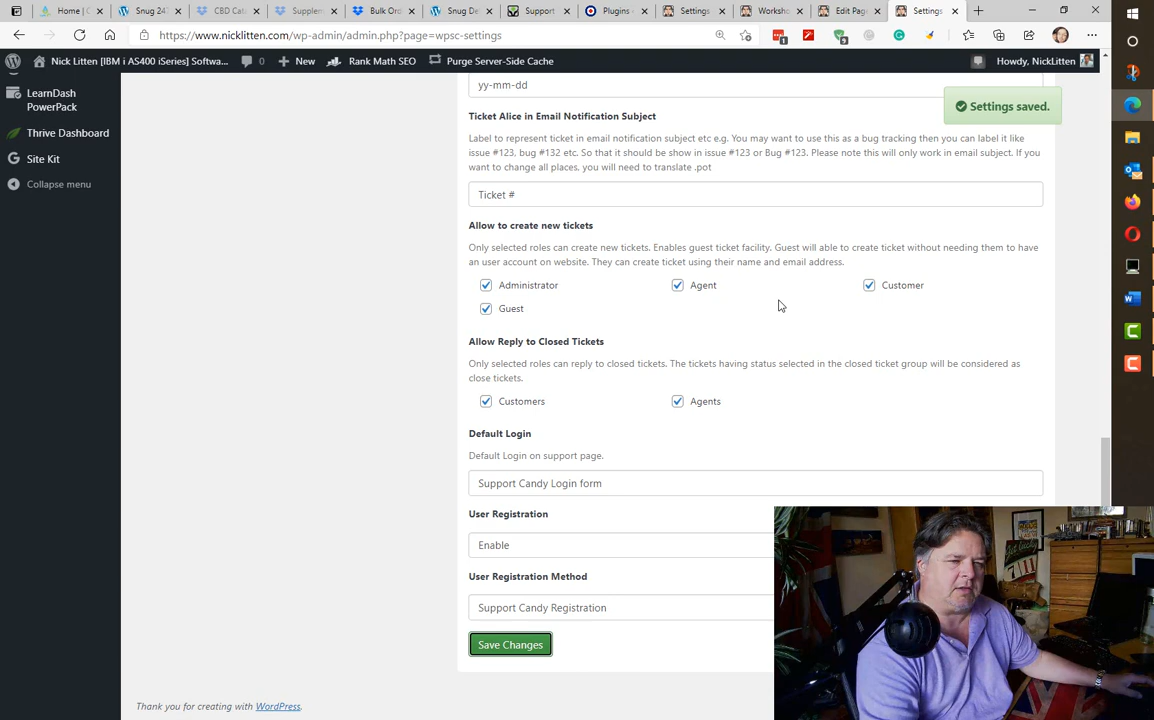 Home | C
Snug 24
CBD Cal
Supplem
Bulk Ord
Snug Da
Support
Plugins
Settings
Worksho
Edit Pag
Settings
https://www.nicklitten.com/wp-admin/admin.php?page=wpsc-settings
Nick Litten [IBM i AS400 iSeries] Softwa...
0
New
Rank Math SEO
Purge Server-Side Cache
Howdy, NickLitten
LearnDash
PowerPack
Thrive Dashboard
Site Kit
Collapse menu
yy-mm-dd
Settings saved.
Ticket Alice in Email Notification Subject
Label to represent ticket in email notification subject etc e.g. You may want to use this as a bug tracking then you can label it like
issue #123, bug #132 etc. So that it should be show in issue #123 or Bug #123. Please note this will only work in email subject. If you
want to change all places, you will need to translate .pot
Ticket #
Allow to create new tickets
Only selected roles can create new tickets. Enables guest ticket facility. Guest will able to create ticket without needing them to have
an user account on website. They can create ticket using their name and email address.
Administrator
Agent
Customer
Guest
Allow Reply to Closed Tickets
Only selected roles can reply to closed tickets. The tickets having status selected in the closed ticket group will be considered as
close tickets.
Customers
Agents
Default Login
Default Login on support page.
Support Candy Login form
User Registration
Enable
User Registration Method
Support Candy Registration
Save Changes
Thank you for creating with WordPress.